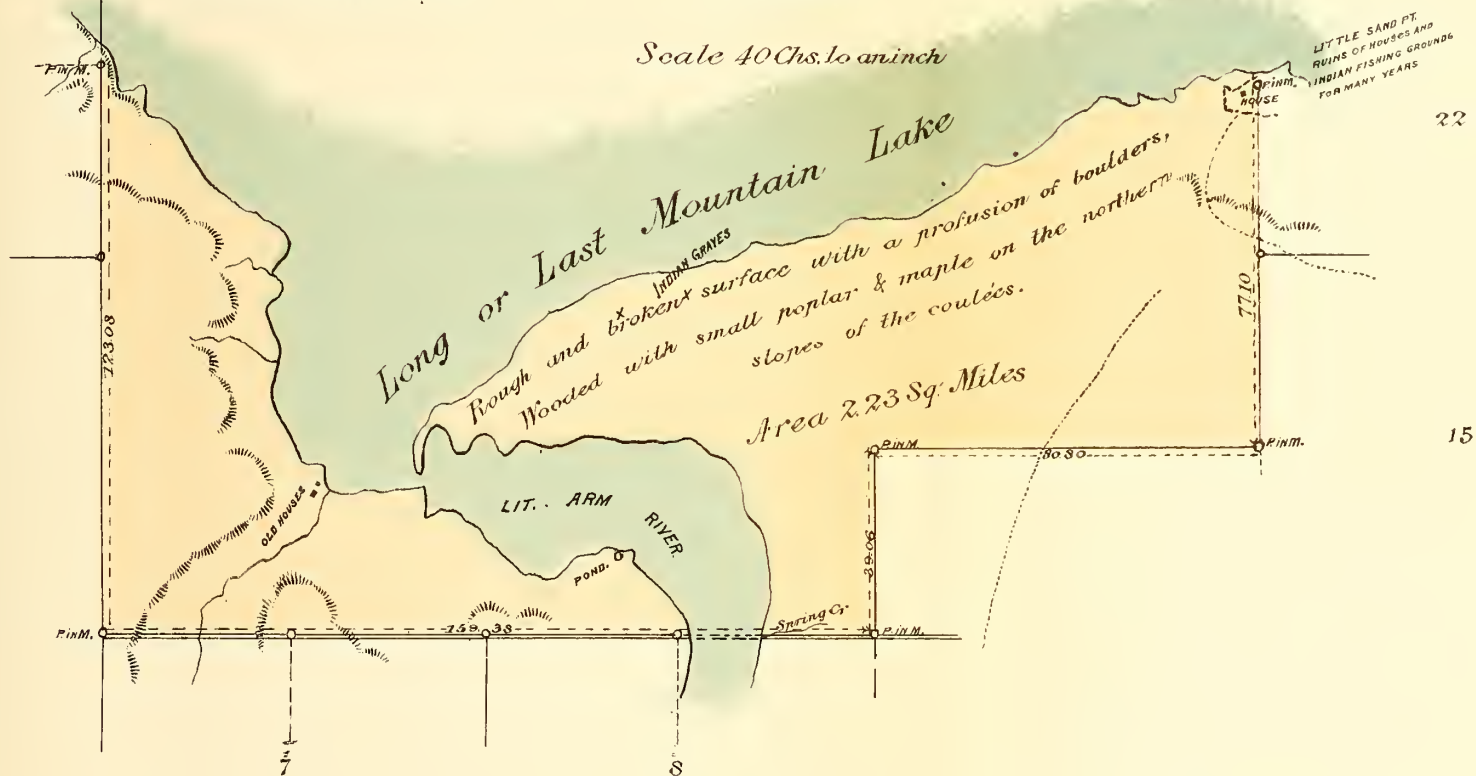 Scale 40 Chs. to an inch
LITTLE SAND PT.
RUINS OF HOUSES AND
INDIAN FISHING GROUNDS
FOR MANY YEARS
P. in M.
P. in M.
HOUSE
22
Long or Last Mountain Lake
INDIAN GRAVES
Rough and broken surface with a profusion of boulders,
Wooded with small poplar & maple on the northern
slopes of the coulées.
Area 2.23 Sq. Miles
123.08
77.10
P. in M.
80.80
P. in M.
15
LIT. ARM
RIVER.
OLD HOUSES
POND.
39.06
Spring Cr
P. in M.
159.38
P. in M.
7
8